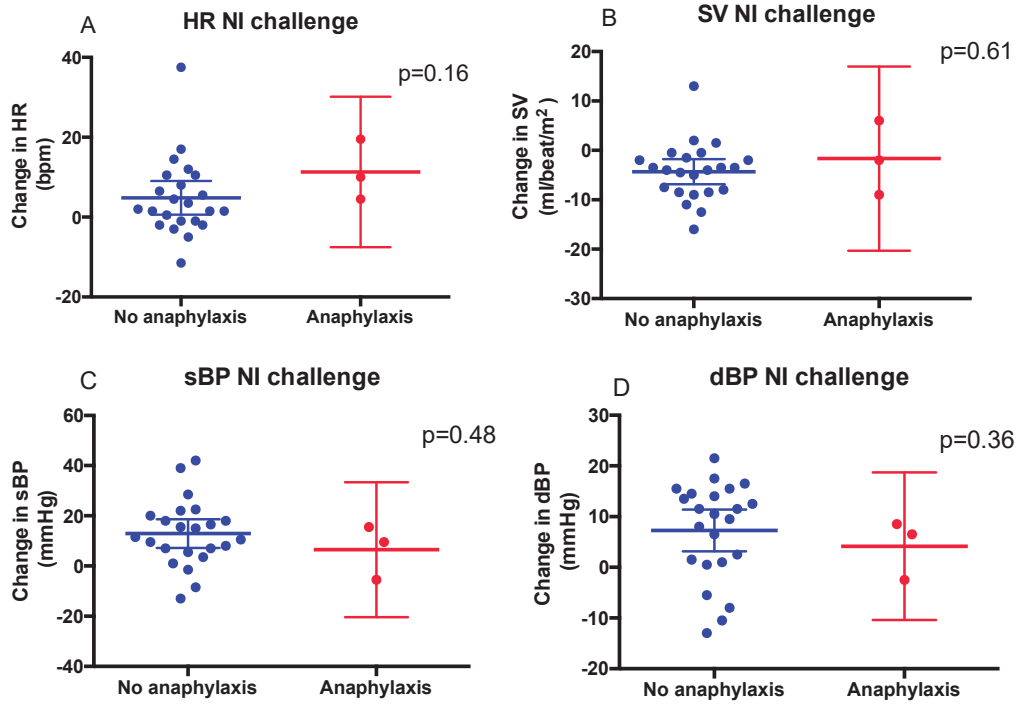 A
HR NI challenge
p=0.16
Change in HR
(bpm)
40
20
0
-20
No anaphylaxis
Anaphylaxis
B
SV NI challenge
p=0.61
Change in SV
(ml/beat/m²)
20
10
0
-10
-20
-30
No anaphylaxis
Anaphylaxis
C
sBP NI challenge
p=0.48
Change in sBP
(mmHg)
60
40
20
0
-20
-40
No anaphylaxis
Anaphylaxis
D
dBP NI challenge
p=0.36
Change in dBP
(mmHg)
30
20
10
0
-10
-20
No anaphylaxis
Anaphylaxis